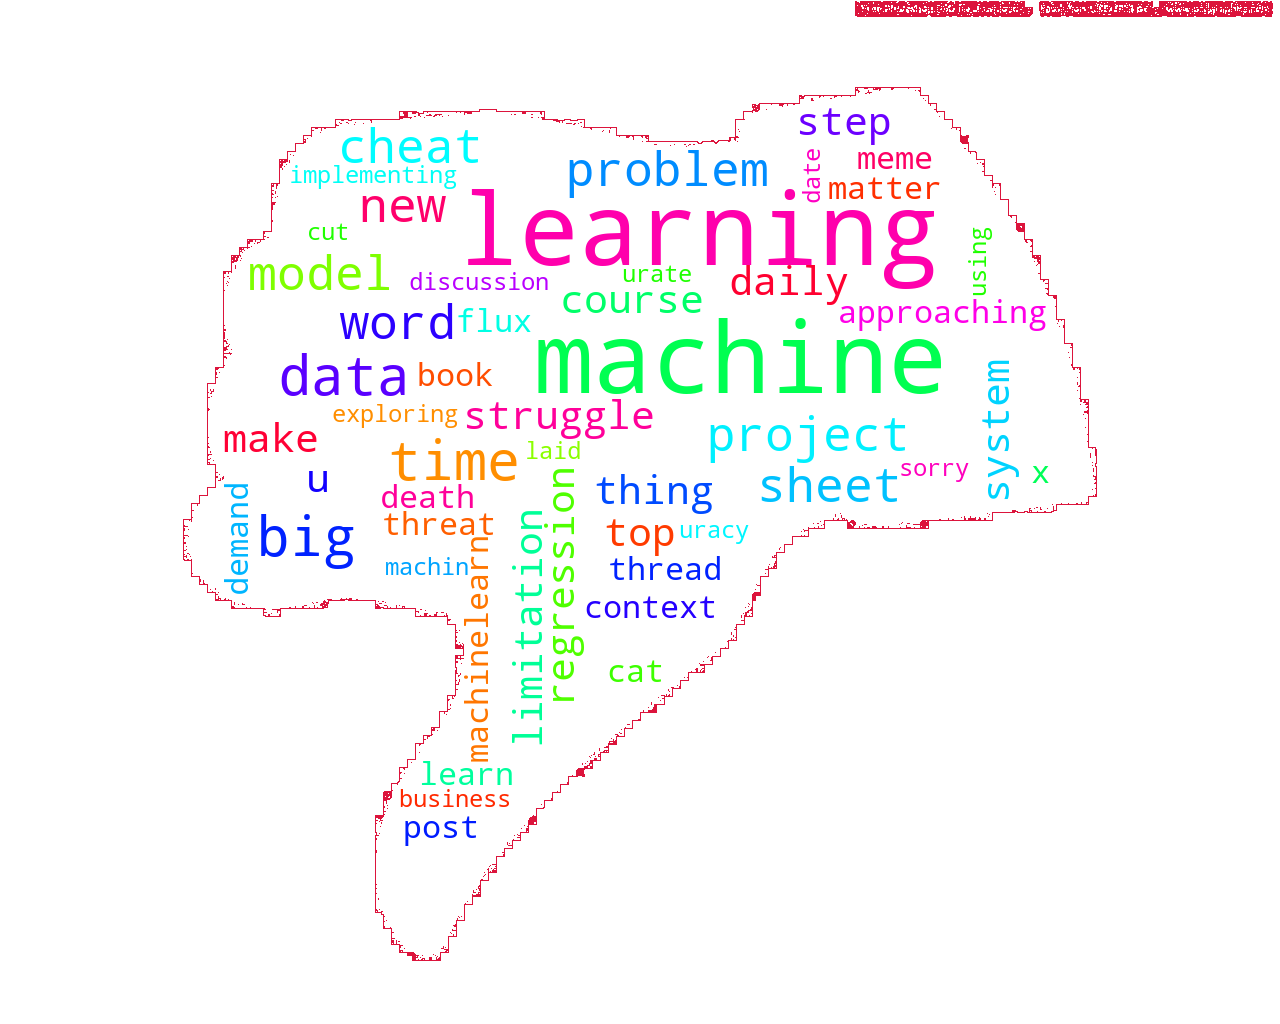 step
cheat
problem
date
meme
implementing
matter
new
learning
cut
using
model
discussion
urate
daily
course
approaching
word
flux
machine
data
book
system
exploring
struggle
make
project
time
laid
sorry
x
u
death
thing
sheet
demand
big
threat
limitation
regression
top
uracy
machin
machinelearn
thread
context
cat
learn
business
post